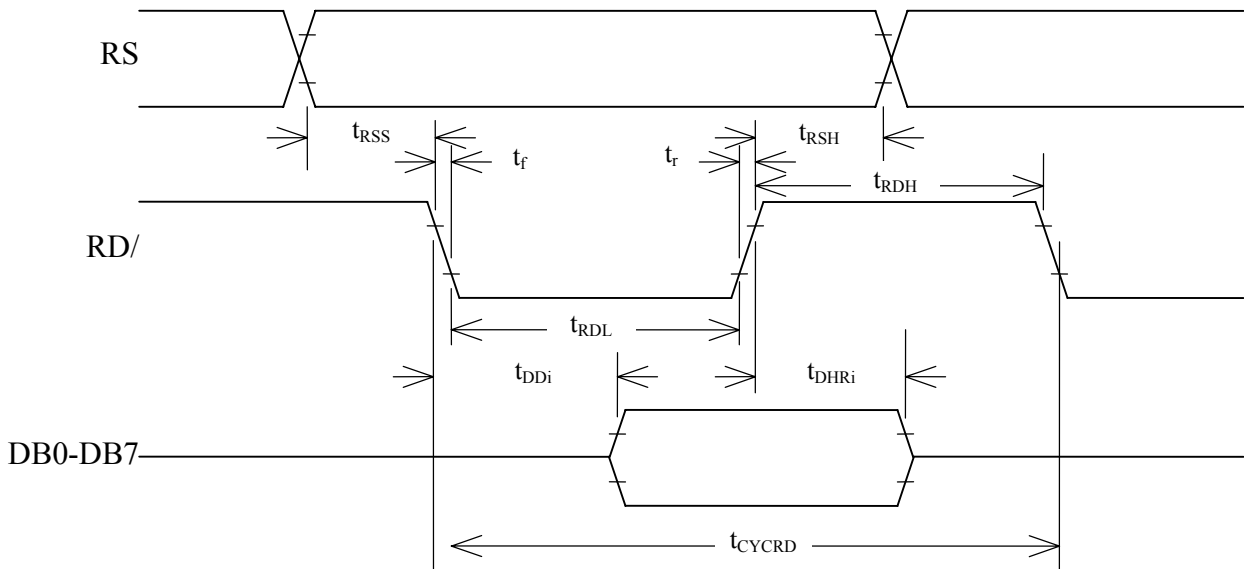 RS
tRSS
tRSH
tf
tr
tRDH
RD/
tRDL
tDDi
tDHRi
DB0-DB7
tCYCRD